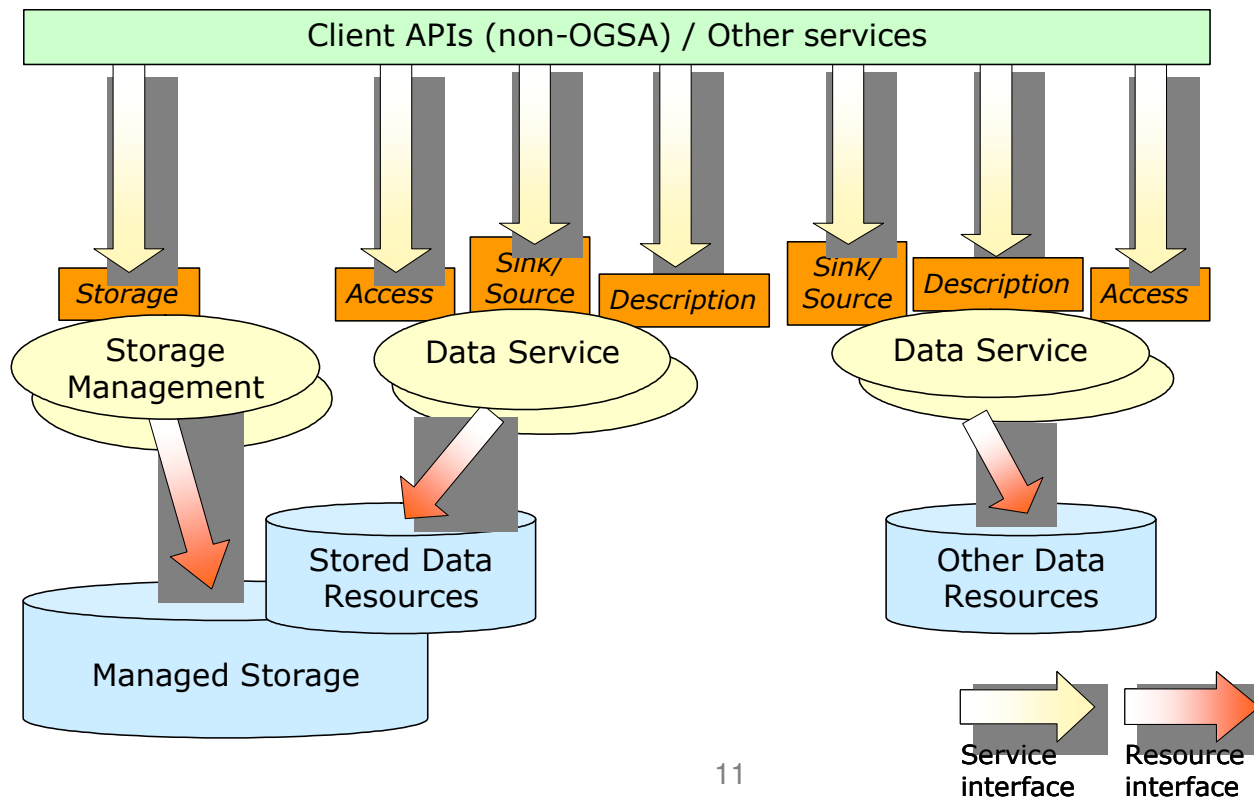 Client APIs (non-OGSA) / Other services
Storage
Access
Sink/
Source
Description
Sink/
Source
Description
Access
Storage
Management
Data Service
Data Service
Stored Data
Resources
Other Data
Resources
Managed Storage
Service
interface
Resource
interface
11